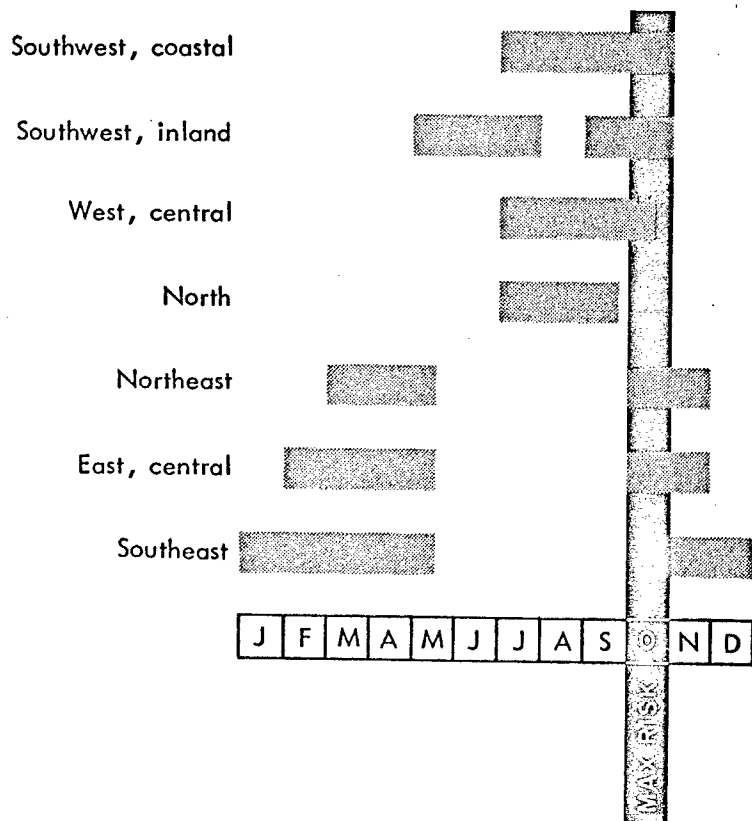 Southwest, coastal
Southwest, inland
West, central
North
Northeast
East, central
Southeast
J F M A M J J A S O N D
MAX RISK